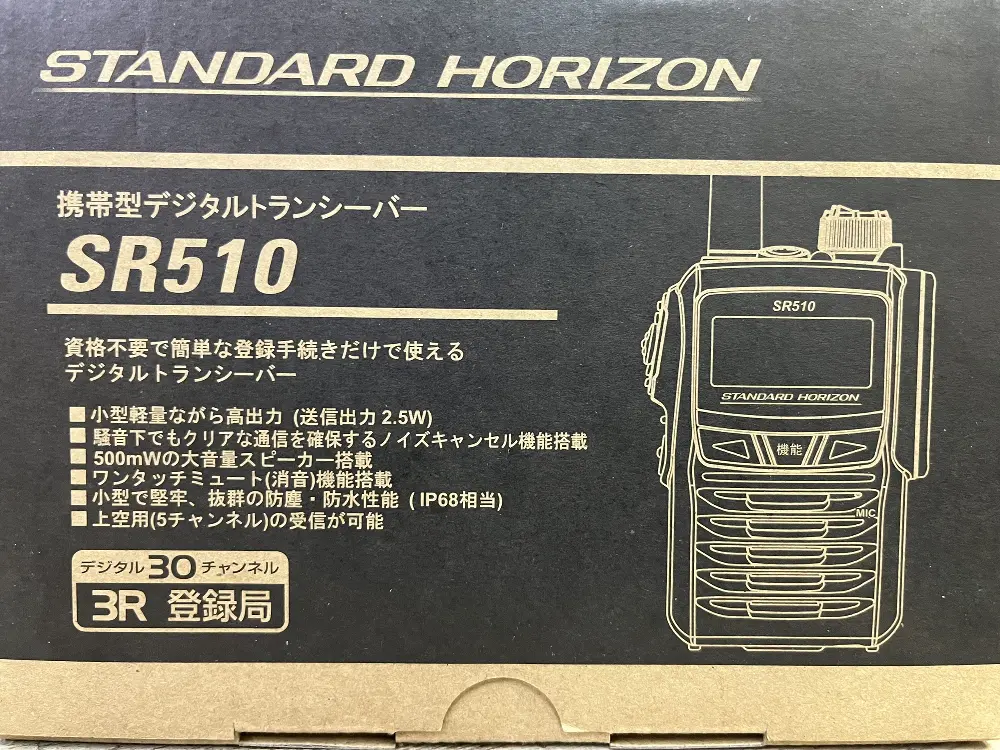 STANDARD HORIZON
携帯型デジタルトランシーバー
SR510
資格不要で簡単な登録手続きだけで使える
デジタルトランシーバー
■小型軽量ながら高出力 (送信出力 2.5W)
■騒音下でもクリアな通信を確保するノイズキャンセル機能搭載
■500mWの大音量スピーカー搭載
■ワンタッチミュート(消音)機能搭載
■小型で堅牢、抜群の防塵・防水性能 ( IP68相当)
■上空用(5チャンネル)の受信が可能
デジタル 30 チャンネル
3R 登録局
SR510
STANDARD HORIZON
機能
MIC